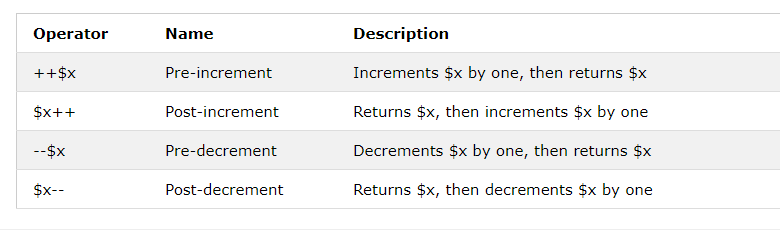 Operator Name Description
++$x Pre-increment Increments $x by one, then returns $x
$x++ Post-increment Returns $x, then increments $x by one
--$x Pre-decrement Decrements $x by one, then returns $x
$x-- Post-decrement Returns $x, then decrements $x by one